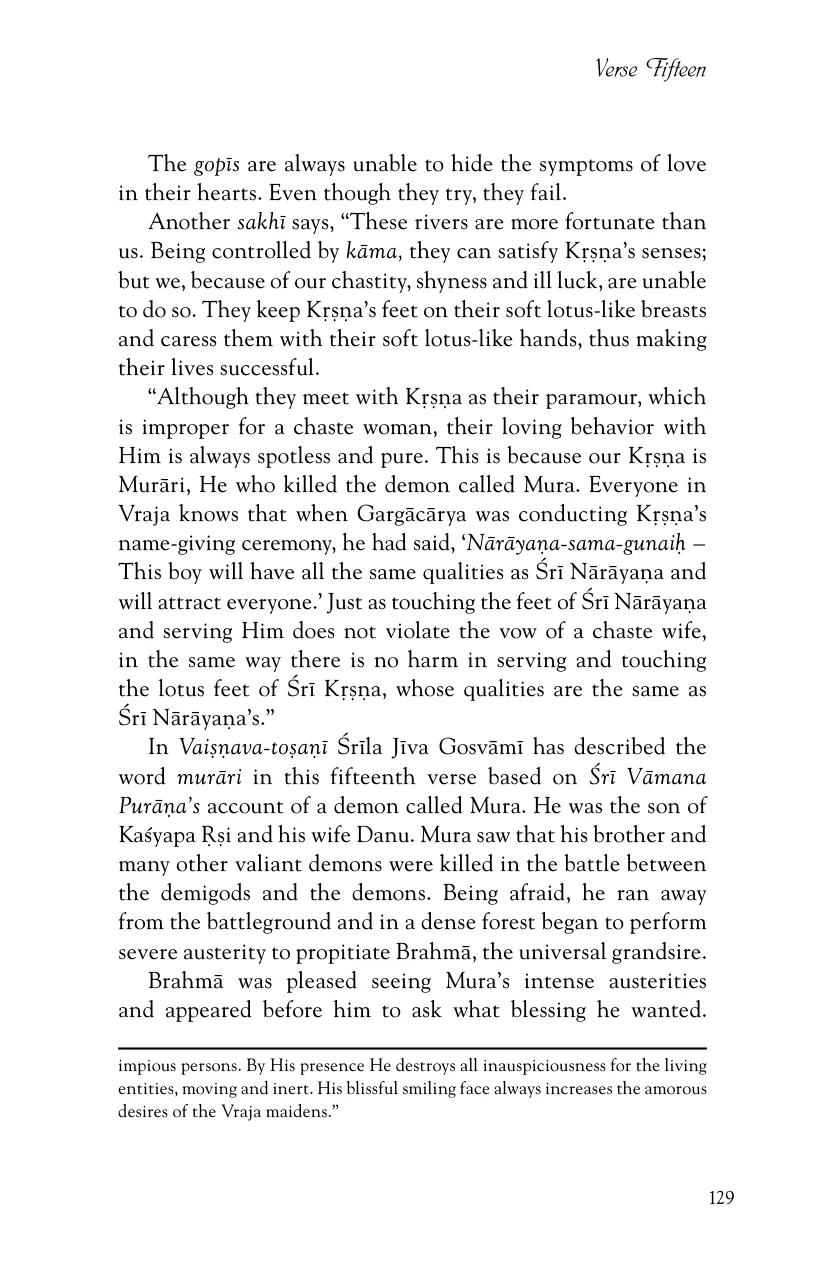 Verse Fifteen
The gopīs are always unable to hide the symptoms of love
in their hearts. Even though they try, they fail.
Another sakhī says, “These rivers are more fortunate than
us. Being controlled by kāma, they can satisfy Kṛṣṇa’s senses;
but we, because of our chastity, shyness and ill luck, are unable
to do so. They keep Kṛṣṇa’s feet on their soft lotus-like breasts
and caress them with their soft lotus-like hands, thus making
their lives successful.
“Although they meet with Kṛṣṇa as their paramour, which
is improper for a chaste woman, their loving behavior with
Him is always spotless and pure. This is because our Kṛṣṇa is
Murāri, He who killed the demon called Mura. Everyone in
Vraja knows that when Gargācārya was conducting Kṛṣṇa’s
name-giving ceremony, he had said, ‘Nārāyaṇa-sama-gunaiḥ –
This boy will have all the same qualities as Śrī Nārāyaṇa and
will attract everyone.’ Just as touching the feet of Śrī Nārāyaṇa
and serving Him does not violate the vow of a chaste wife,
in the same way there is no harm in serving and touching
the lotus feet of Śrī Kṛṣṇa, whose qualities are the same as
Śrī Nārāyaṇa’s.”
In Vaiṣṇava-toṣaṇī Śrīla Jīva Gosvāmī has described the
word murāri in this fifteenth verse based on Śrī Vāmana
Purāṇa’s account of a demon called Mura. He was the son of
Kaśyapa Ṛṣi and his wife Danu. Mura saw that his brother and
many other valiant demons were killed in the battle between
the demigods and the demons. Being afraid, he ran away
from the battleground and in a dense forest began to perform
severe austerity to propitiate Brahmā, the universal grandsire.
Brahmā was pleased seeing Mura’s intense austerities
and appeared before him to ask what blessing he wanted.
impious persons. By His presence He destroys all inauspiciousness for the living
entities, moving and inert. His blissful smiling face always increases the amorous
desires of the Vraja maidens.”
129